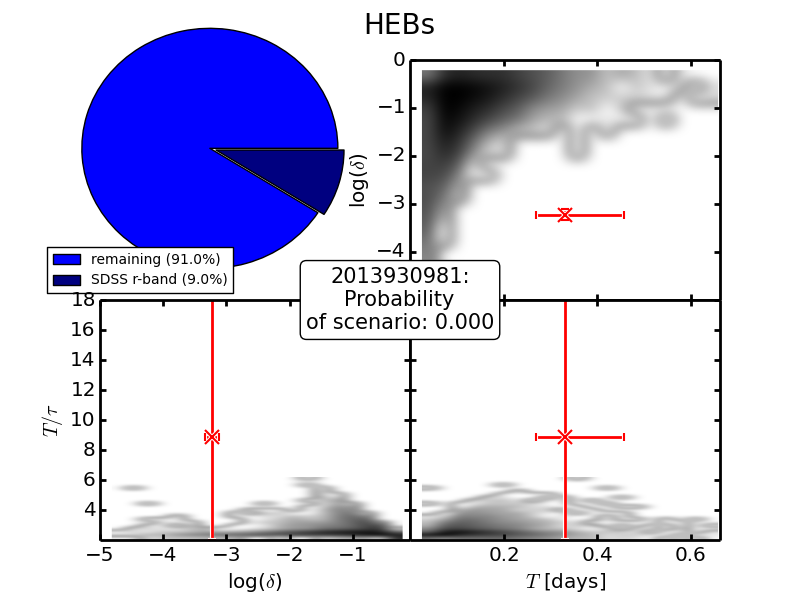 HEBs
0
−1
−2
−3
−4
log(δ)
remaining (91.0%)
SDSS r-band (9.0%)
2013930981:
Probability
of scenario: 0.000
18
16
14
12
10
8
6
4
T/τ
−5 −4 −3 −2 −1
log(δ)
0.2 0.4 0.6
T [days]